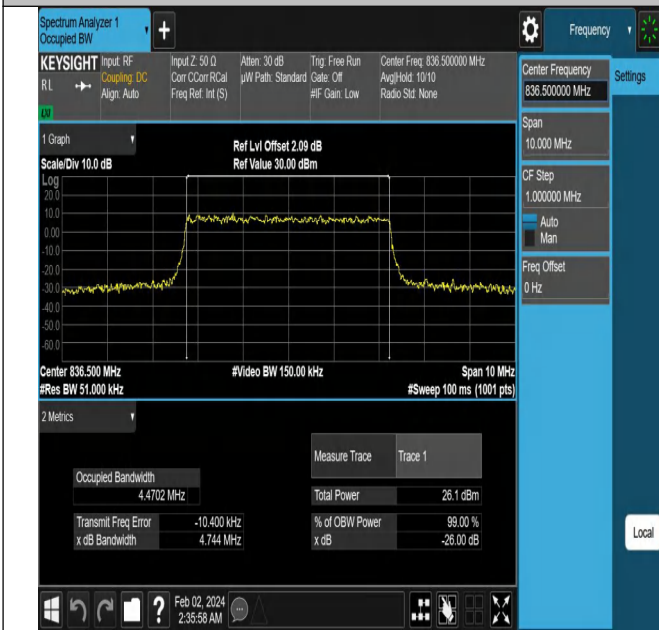 Spectrum Analyzer 1
Occupied BW
Frequency
KEYSIGHT
RL
LXI
Input: RF
Coupling: DC
Align: Auto
Input Z: 50 Ω
Corr CCorr RCal
Freq Ref: Int (S)
Atten: 30 dB
µW Path: Standard
Trig: Free Run
Gate: Off
#IF Gain: Low
Center Freq: 836.500000 MHz
Avg|Hold: 10/10
Radio Std: None
Center Frequency
836.500000 MHz
Settings
Span
10.000 MHz
CF Step
1.000000 MHz
Auto
Man
Freq Offset
0 Hz
Local
1 Graph
Scale/Div 10.0 dB
Ref Lvl Offset 2.09 dB
Ref Value 30.00 dBm
Log
20.0
10.0
0.00
-10.0
-20.0
-30.0
-40.0
-50.0
-60.0
Center 836.500 MHz
#Video BW 150.00 kHz
Span 10 MHz
#Res BW 51.000 kHz
#Sweep 100 ms (1001 pts)
2 Metrics
Measure Trace
Trace 1
Occupied Bandwidth
4.4702 MHz
Total Power
26.1 dBm
Transmit Freq Error
-10.400 kHz
% of OBW Power
99.00 %
x dB Bandwidth
4.744 MHz
x dB
-26.00 dB
?
Feb 02, 2024
2:35:58 AM